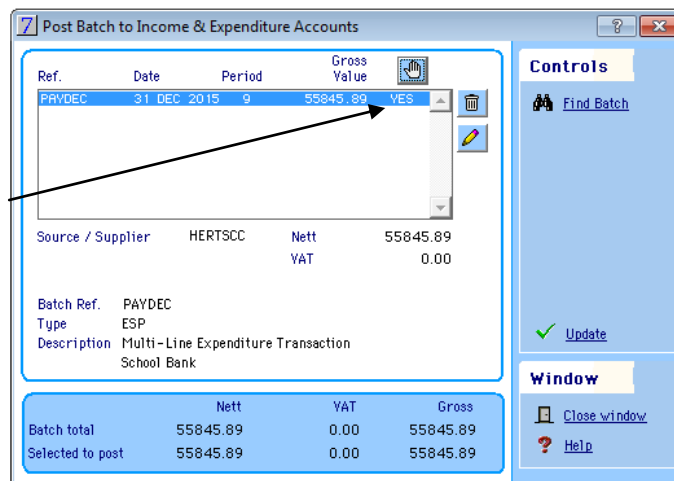 7 Post Batch to Income & Expenditure Accounts
Ref. Date Period Gross Value
PAYDEC 31 DEC 2015 9 55845.89 YES
Source / Supplier HERTSCC Nett 55845.89
VAT 0.00
Batch Ref. PAYDEC
Type ESP
Description Multi-Line Expenditure Transaction
School Bank
Nett VAT Gross
Batch total 55845.89 0.00 55845.89
Selected to post 55845.89 0.00 55845.89
Controls
Find Batch
Update
Window
Close window
? Help